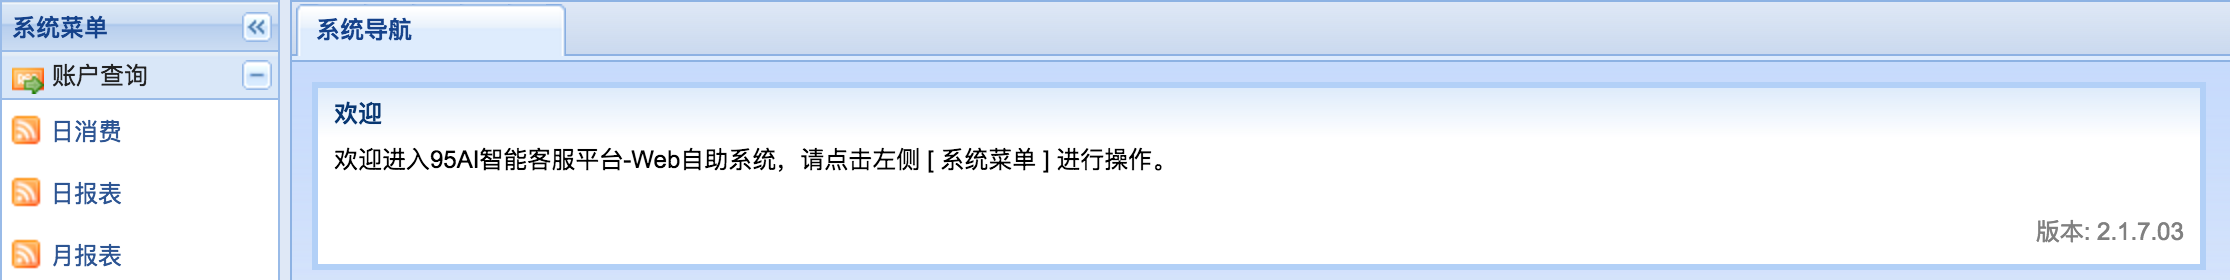 系统菜单
账户查询
日消费
日报表
月报表
系统导航
欢迎
欢迎进入95AI智能客服平台-Web自助系统，请点击左侧 [ 系统菜单 ] 进行操作。
版本: 2.1.7.03